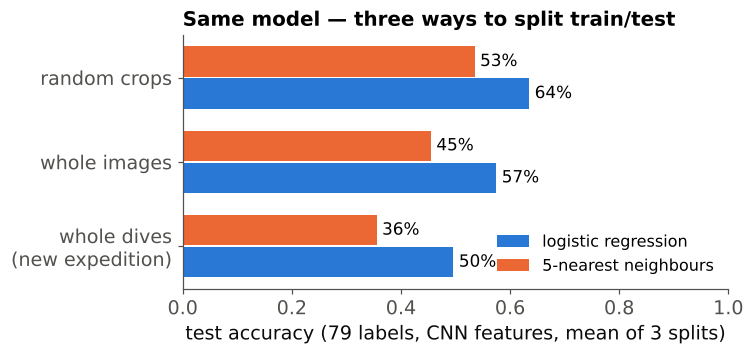 Same model — three ways to split train/test
random crops
53%
64%
whole images
45%
57%
whole dives
(new expedition)
36%
50%
logistic regression
5-nearest neighbours
0.0 0.2 0.4 0.6 0.8 1.0
test accuracy (79 labels, CNN features, mean of 3 splits)